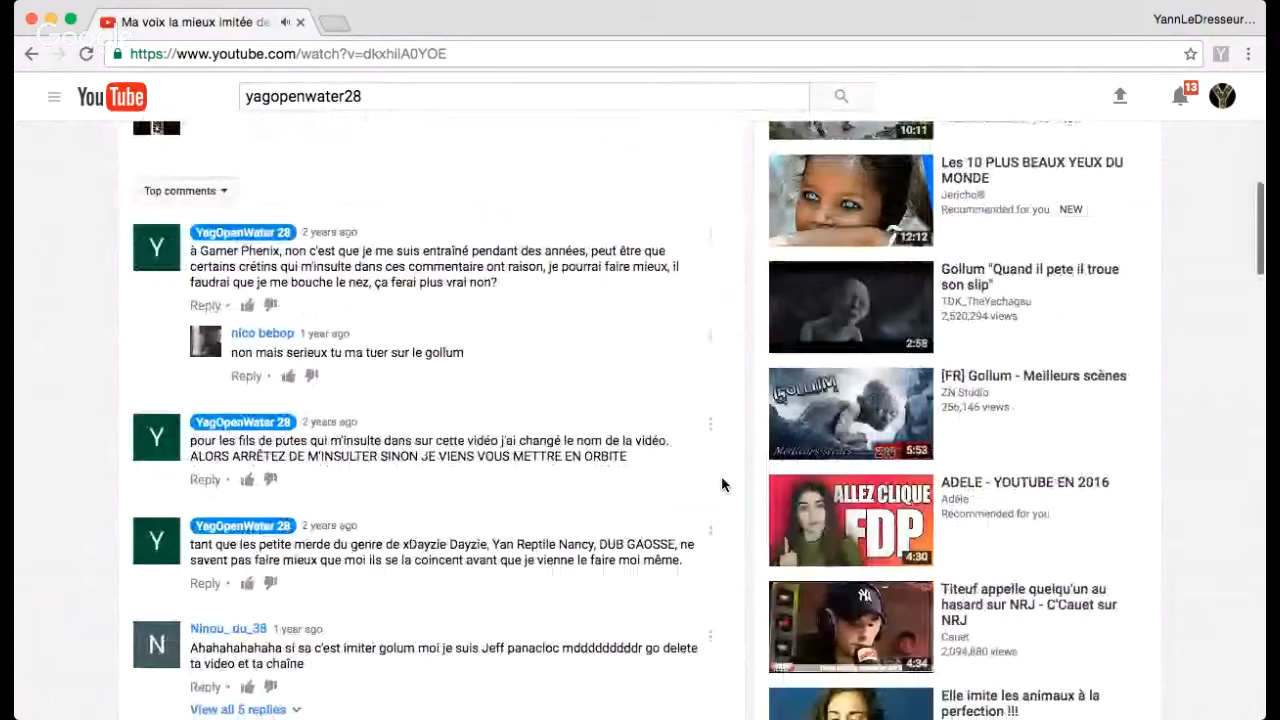 Ma voix la mieux imitée de
YannLeDresseur...
Google
https://www.youtube.com/watch?v=dkxhilA0YOE
YouTube
yagopenwater28
13
Top comments
YagOpenWater 28 2 years ago
à Gamer Phenix, non c'est que je me suis entraîné pendant des années, peut être que
certains crétins qui m'insulte dans ces commentaire ont raison, je pourrai faire mieux, il
faudrai que je me bouche le nez, ça ferai plus vrai non?
Reply
nico bebop 1 year ago
non mais serieux tu ma tuer sur le gollum
Reply
YagOpenWater 28 2 years ago
pour les fils de putes qui m'insulte dans sur cette vidéo j'ai changé le nom de la vidéo.
ALORS ARRÊTEZ DE M'INSULTER SINON JE VIENS VOUS METTRE EN ORBITE
Reply
YagOpenWater 28 2 years ago
tant que les petite merde du genre de xDayzie Dayzie, Yan Reptile Nancy, DUB GAOSSE, ne
savent pas faire mieux que moi ils se la coincent avant que je vienne le faire moi même.
Reply
Ninou_du_38 1 year ago
Ahahahahahaha si sa c'est imiter golum moi je suis Jeff panacloc mdddddddddr go delete
ta video et ta chaîne
Reply
View all 5 replies
10:11
Les 10 PLUS BEAUX YEUX DU
MONDE
Jericho®
Recommended for you NEW
12:12
Gollum "Quand il pete il troue
son slip"
TDK_TheYachagau
2,520,294 views
2:58
[FR] Gollum - Meilleurs scènes
ZN Studio
256,146 views
GOLLUM
Meilleurs scènes
ZN
5:53
ADELE - YOUTUBE EN 2016
Adèle
Recommended for you
ALLEZ CLIQUE
FDP
4:30
Titeuf appelle quelqu'un au
hasard sur NRJ - C'Cauet sur
NRJ
Cauet
2,094,880 views
4:34
Elle imite les animaux à la
perfection !!!